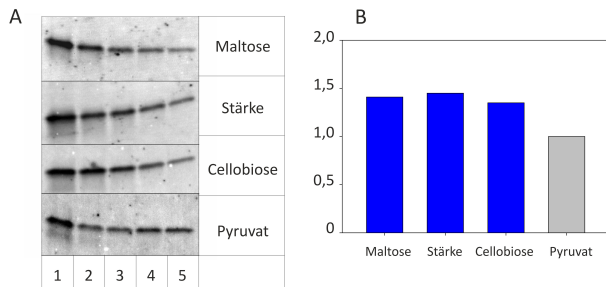 A
Maltose
Stärke
Cellobiose
Pyruvat
1 2 3 4 5
B
2,0
1,5
1,0
0,5
0
Maltose Stärke Cellobiose Pyruvat